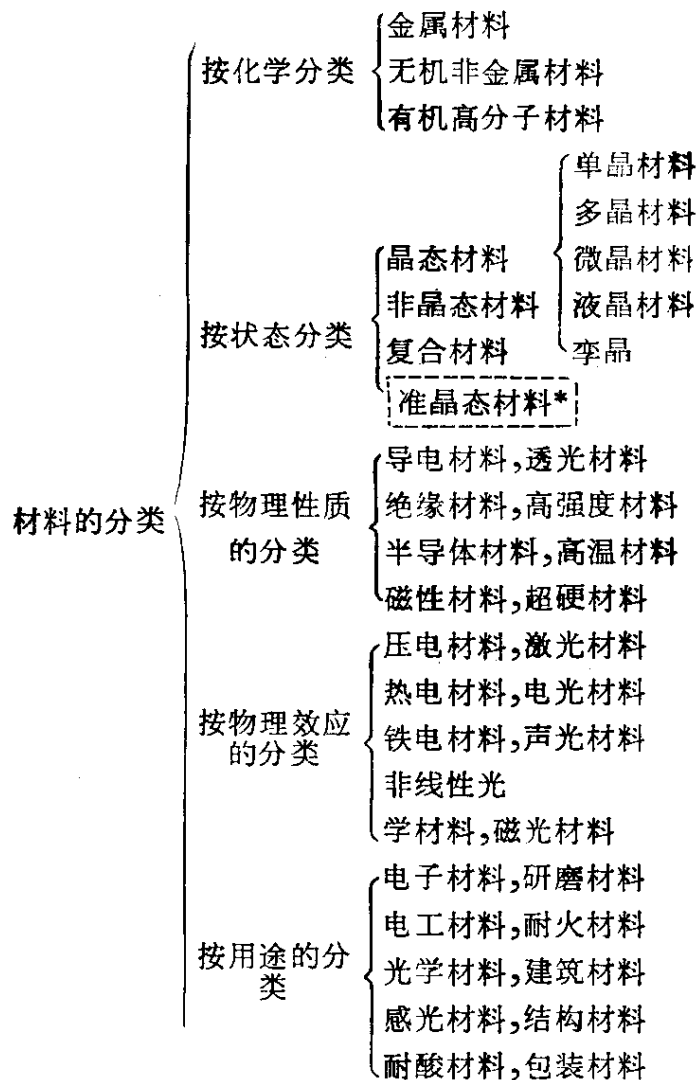 材料的分类
按化学分类
金属材料
无机非金属材料
有机高分子材料
按状态分类
晶态材料
单晶材料
多晶材料
微晶材料
液晶材料
孪晶
非晶态材料
复合材料
准晶态材料*
按物理性质
的分类
导电材料,透光材料
绝缘材料,高强度材料
半导体材料,高温材料
磁性材料,超硬材料
按物理效应
的分类
压电材料,激光材料
热电材料,电光材料
铁电材料,声光材料
非线性光
学材料,磁光材料
按用途的分
类
电子材料,研磨材料
电工材料,耐火材料
光学材料,建筑材料
感光材料,结构材料
耐酸材料,包装材料